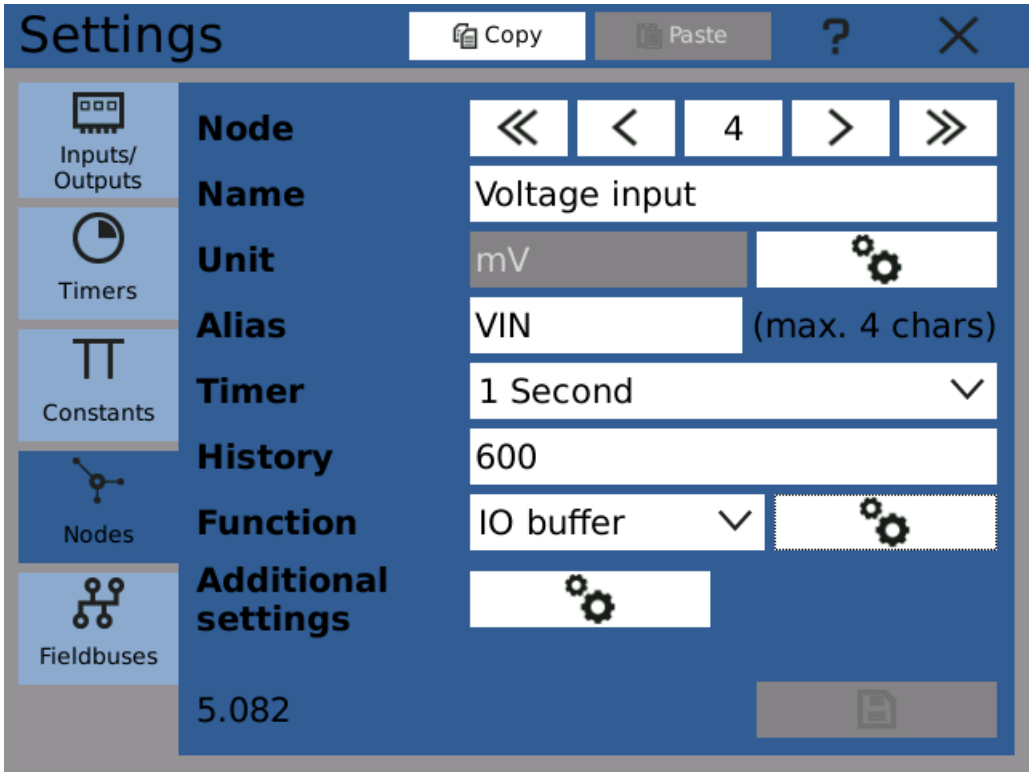 Settings
Copy
Paste
?
Inputs/
Outputs
Timers
Constants
Nodes
Fieldbuses
Node
4
Name
Voltage input
Unit
mV
Alias
VIN
(max. 4 chars)
Timer
1 Second
History
600
Function
IO buffer
Additional
settings
5.082